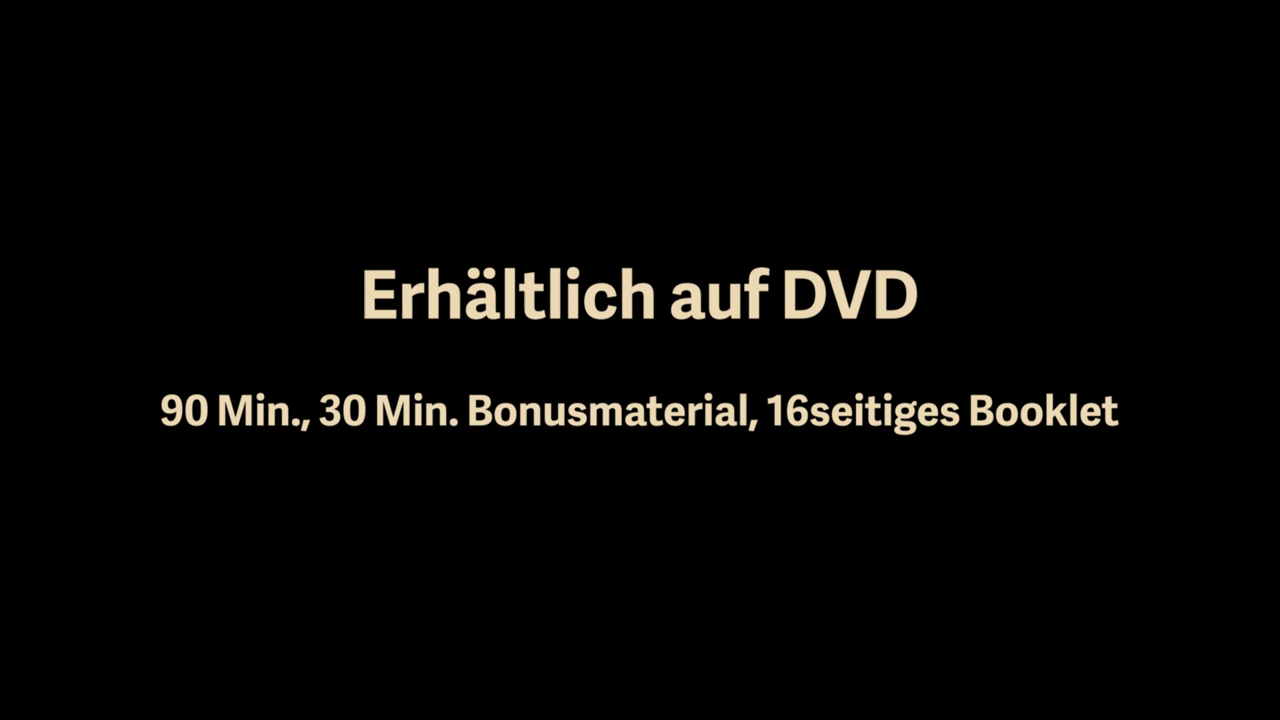 Erhältlich auf DVD
90 Min., 30 Min. Bonusmaterial, 16seitiges Booklet